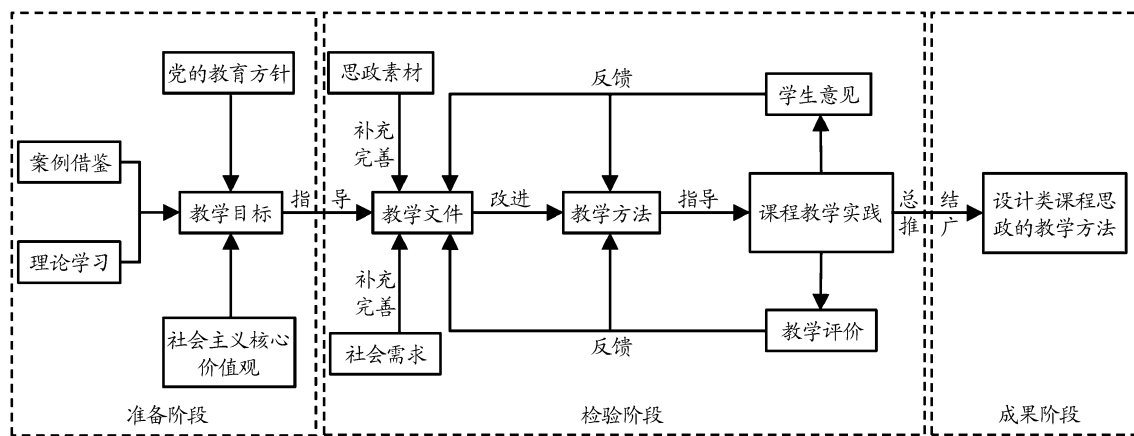 党的教育方针
案例借鉴
理论学习
教学目标
社会主义核心
价值观
准备阶段
指导
思政素材
补充
完善
教学文件
补充
完善
社会需求
改进
教学方法
反馈
反馈
指导
学生意见
课程教学实践
教学评价
检验阶段
总结
推广
设计类课程思
政的教学方法
成果阶段